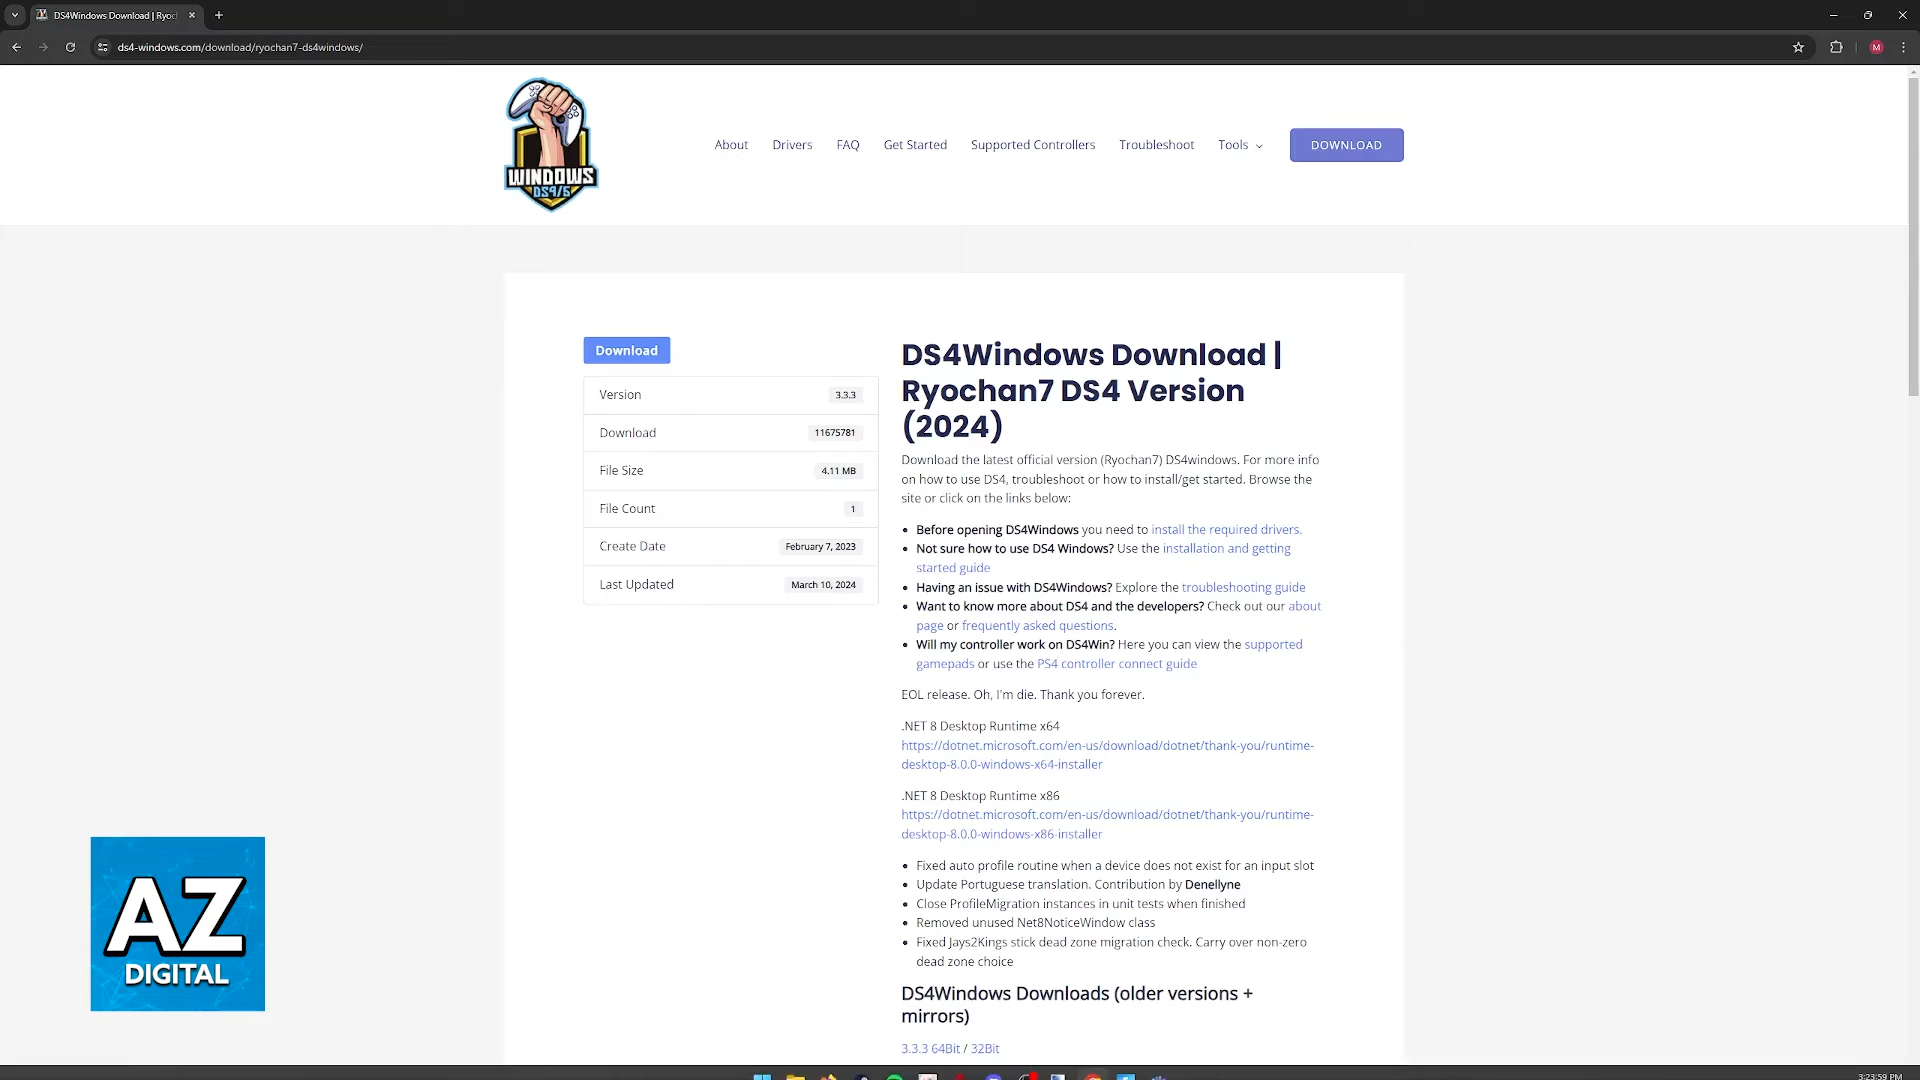 DS4Windows Download | Ryoc
ds4-windows.com/download/ryochan7-ds4windows/
M
WINDOWS
DS4/5
About Drivers FAQ Get Started Supported Controllers Troubleshoot Tools DOWNLOAD
Download
Version 3.3.3
Download 11675781
File Size 4.11 MB
File Count 1
Create Date February 7, 2023
Last Updated March 10, 2024
DS4Windows Download |
Ryochan7 DS4 Version
(2024)
Download the latest official version (Ryochan7) DS4windows. For more info
on how to use DS4, troubleshoot or how to install/get started. Browse the
site or click on the links below:
Before opening DS4Windows you need to install the required drivers.
Not sure how to use DS4 Windows? Use the installation and getting
started guide
Having an issue with DS4Windows? Explore the troubleshooting guide
Want to know more about DS4 and the developers? Check out our about
page or frequently asked questions.
Will my controller work on DS4Win? Here you can view the supported
gamepads or use the PS4 controller connect guide
EOL release. Oh, I'm die. Thank you forever.
.NET 8 Desktop Runtime x64
https://dotnet.microsoft.com/en-us/download/dotnet/thank-you/runtime-
desktop-8.0.0-windows-x64-installer
.NET 8 Desktop Runtime x86
https://dotnet.microsoft.com/en-us/download/dotnet/thank-you/runtime-
desktop-8.0.0-windows-x86-installer
Fixed auto profile routine when a device does not exist for an input slot
Update Portuguese translation. Contribution by Denellyne
Close ProfileMigration instances in unit tests when finished
Removed unused Net8NoticeWindow class
Fixed Jays2Kings stick dead zone migration check. Carry over non-zero
dead zone choice
DS4Windows Downloads (older versions +
mirrors)
3.3.3 64Bit / 32Bit
AZ
DIGITAL
3:23:59 PM